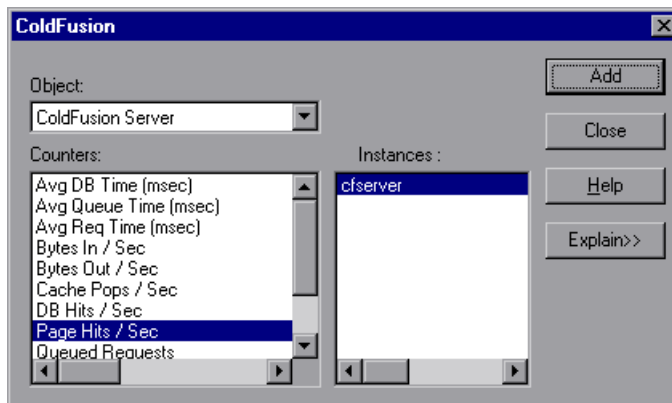 ColdFusion
Object:
ColdFusion Server
Counters:
Avg DB Time (msec)
Avg Queue Time (msec)
Avg Req Time (msec)
Bytes In / Sec
Bytes Out / Sec
Cache Pops / Sec
DB Hits / Sec
Page Hits / Sec
Queued Requests
Instances :
cfserver
Add
Close
Help
Explain>>